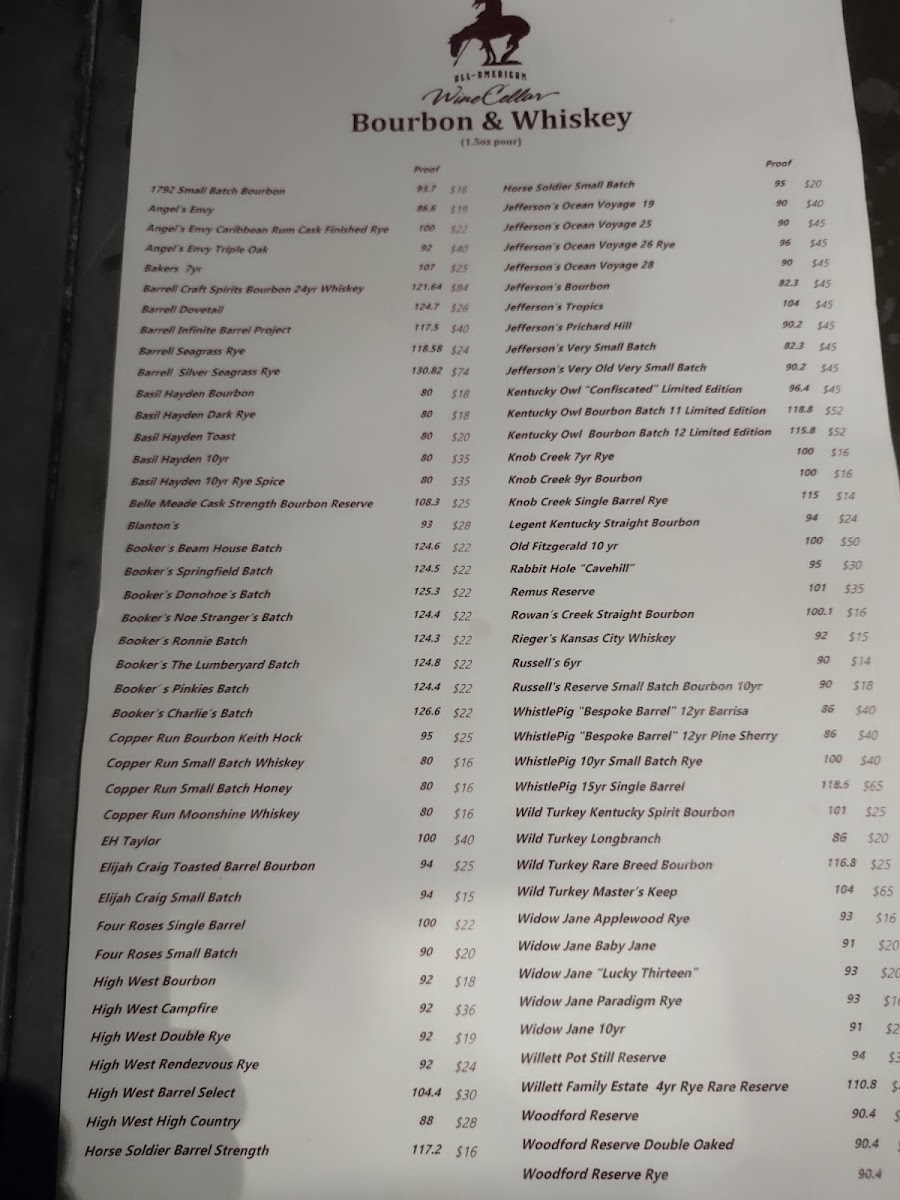 ALL-AMERICAN
Wine Cellar
Bourbon & Whiskey
(1.5oz pour)
Proof
1792 Small Batch Bourbon 93.7 $16
Angel's Envy 86.6 $19
Angel's Envy Caribbean Rum Cask Finished Rye 100 $22
Angel's Envy Triple Oak 92 $40
Bakers 7yr 107 $25
Barrell Craft Spirits Bourbon 24yr Whiskey 121.64 $84
Barrell Dovetail 124.7 $26
Barrell Infinite Barrel Project 117.5 $40
Barrell Seagrass Rye 118.58 $24
Barrell Silver Seagrass Rye 130.82 $74
Basil Hayden Bourbon 80 $18
Basil Hayden Dark Rye 80 $18
Basil Hayden Toast 80 $20
Basil Hayden 10yr 80 $35
Basil Hayden 10yr Rye Spice 80 $35
Belle Meade Cask Strength Bourbon Reserve 108.3 $25
Blanton's 93 $28
Booker's Beam House Batch 124.6 $22
Booker's Springfield Batch 124.5 $22
Booker's Donohoe's Batch 125.3 $22
Booker's Noe Stranger's Batch 124.4 $22
Booker's Ronnie Batch 124.3 $22
Booker's The Lumberyard Batch 124.8 $22
Booker's Pinkies Batch 124.4 $22
Booker's Charlie's Batch 126.6 $22
Copper Run Bourbon Keith Hock 95 $25
Copper Run Small Batch Whiskey 80 $16
Copper Run Small Batch Honey 80 $16
Copper Run Moonshine Whiskey 80 $16
EH Taylor 100 $40
Elijah Craig Toasted Barrel Bourbon 94 $25
Elijah Craig Small Batch 94 $15
Four Roses Single Barrel 100 $22
Four Roses Small Batch 90 $20
High West Bourbon 92 $18
High West Campfire 92 $36
High West Double Rye 92 $19
High West Rendezvous Rye 92 $24
High West Barrel Select 104.4 $30
High West High Country 88 $28
Horse Soldier Barrel Strength 117.2 $16
Proof
Horse Soldier Small Batch 95 $20
Jefferson's Ocean Voyage 19 90 $40
Jefferson's Ocean Voyage 25 90 $45
Jefferson's Ocean Voyage 26 Rye 96 $45
Jefferson's Ocean Voyage 28 90 $45
Jefferson's Bourbon 82.3 $45
Jefferson's Tropics 104 $45
Jefferson's Prichard Hill 90.2 $45
Jefferson's Very Small Batch 82.3 $45
Jefferson's Very Old Very Small Batch 90.2 $45
Kentucky Owl "Confiscated" Limited Edition 96.4 $45
Kentucky Owl Bourbon Batch 11 Limited Edition 118.8 $52
Kentucky Owl Bourbon Batch 12 Limited Edition 115.8 $52
Knob Creek 7yr Rye 100 $16
Knob Creek 9yr Bourbon 100 $16
Knob Creek Single Barrel Rye 115 $14
Legent Kentucky Straight Bourbon 94 $24
Old Fitzgerald 10 yr 100 $50
Rabbit Hole "Cavehill" 95 $30
Remus Reserve 101 $35
Rowan's Creek Straight Bourbon 100.1 $16
Rieger's Kansas City Whiskey 92 $15
Russell's 6yr 90 $14
Russell's Reserve Small Batch Bourbon 10yr 90 $18
WhistlePig "Bespoke Barrel" 12yr Barrisa 86 $40
WhistlePig "Bespoke Barrel" 12yr Pine Sherry 86 $40
WhistlePig 10yr Small Batch Rye 100 $40
WhistlePig 15yr Single Barrel 118.6 $65
Wild Turkey Kentucky Spirit Bourbon 101 $25
Wild Turkey Longbranch 86 $20
Wild Turkey Rare Breed Bourbon 116.8 $25
Wild Turkey Master's Keep 104 $65
Widow Jane Applewood Rye 93 $16
Widow Jane Baby Jane 91 $20
Widow Jane "Lucky Thirteen" 93 $20
Widow Jane Paradigm Rye 93
Widow Jane 10yr 91
Willett Pot Still Reserve 94
Willett Family Estate 4yr Rye Rare Reserve 110.8
Woodford Reserve 90.4
Woodford Reserve Double Oaked 90.4
Woodford Reserve Rye 90.4